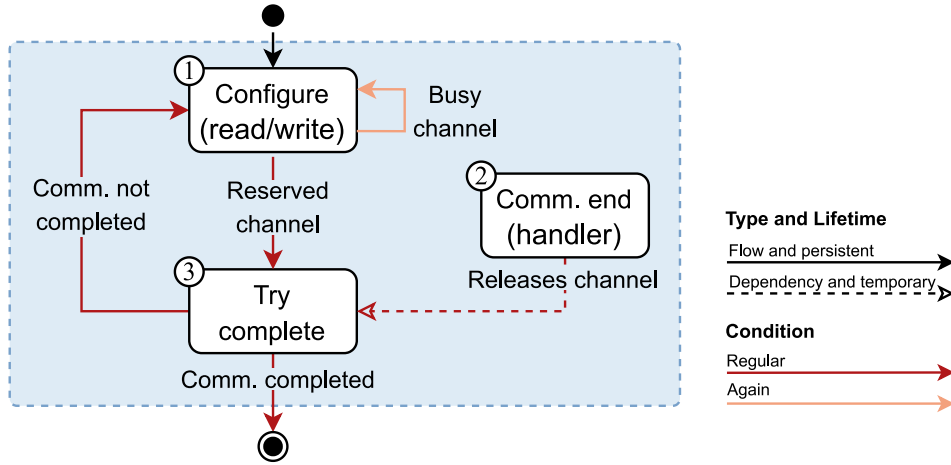 1
Configure
(read/write)
Busy
channel
Comm. not
completed
Reserved
channel
2
Comm. end
(handler)
Releases channel
3
Try
complete
Comm. completed
Type and Lifetime
Flow and persistent
Dependency and temporary
Condition
Regular
Again